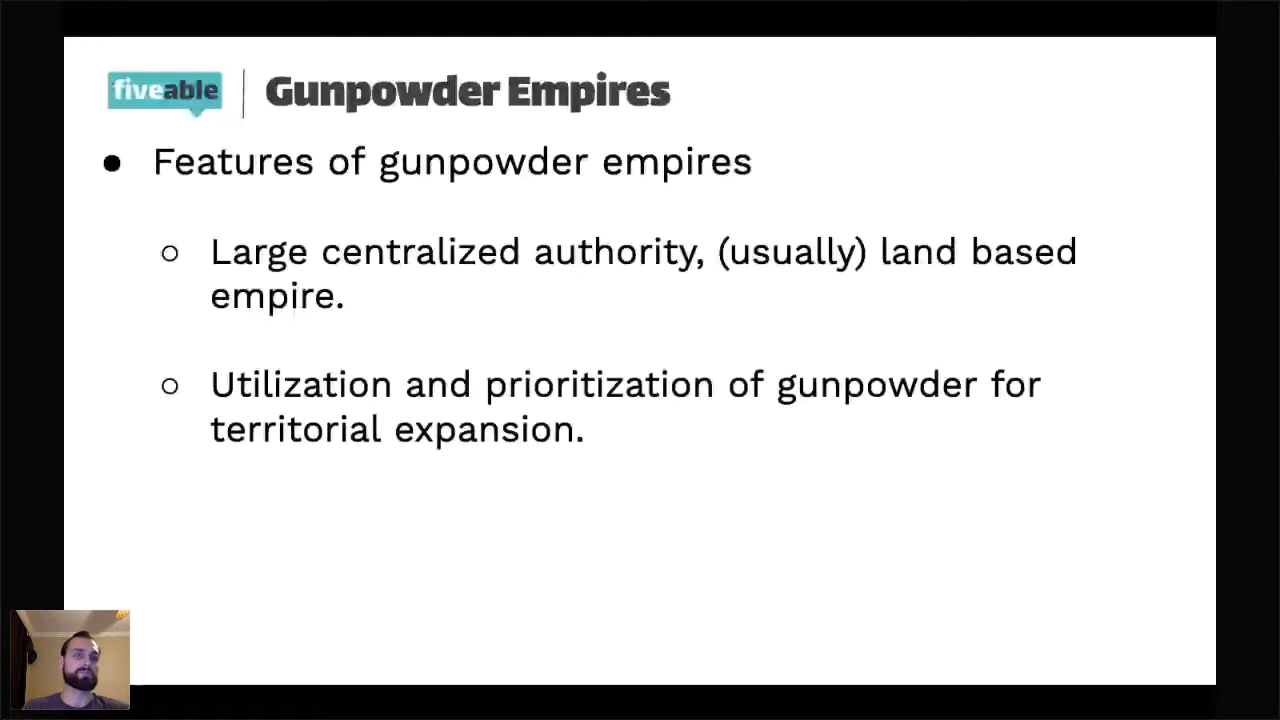 fiveable | Gunpowder Empires
● Features of gunpowder empires
○ Large centralized authority, (usually) land based
empire.
○ Utilization and prioritization of gunpowder for
territorial expansion.